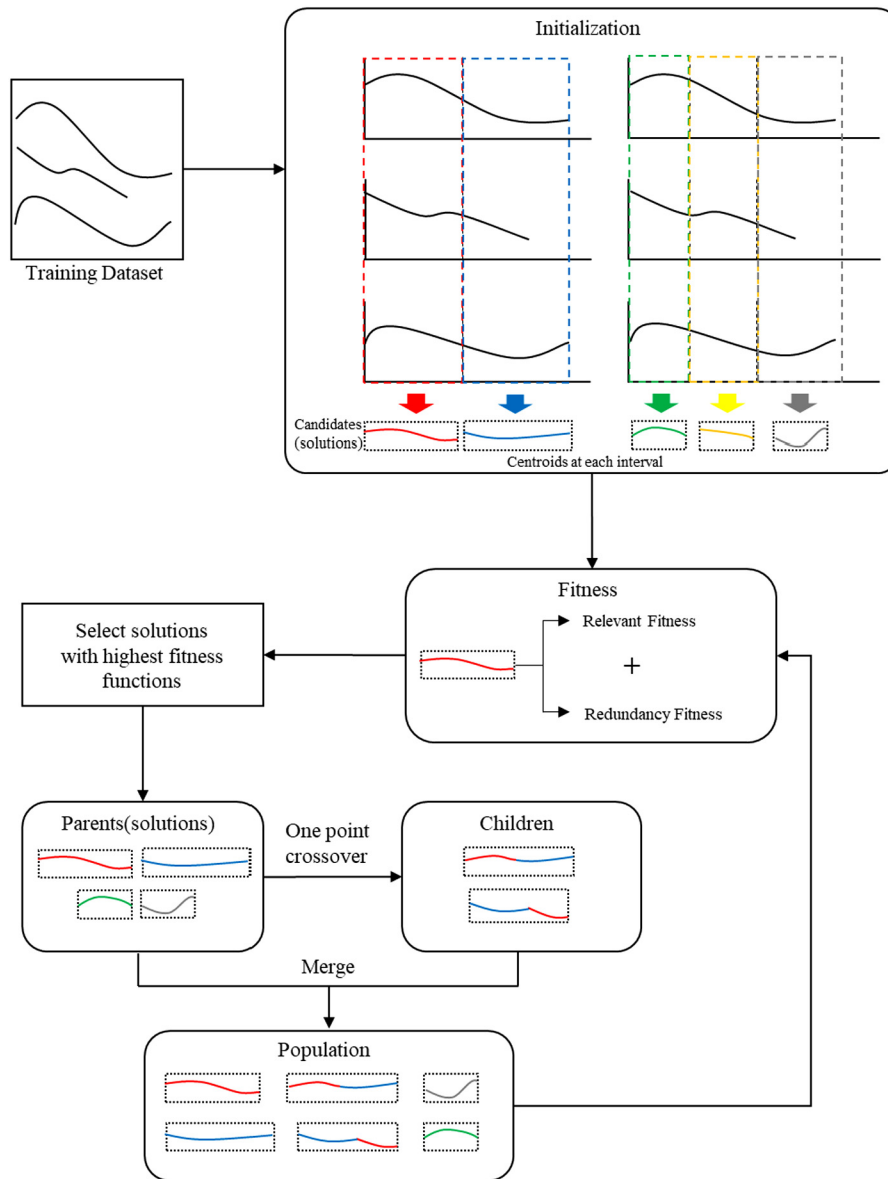 Initialization
Training Dataset
Candidates
(solutions)
Centroids at each interval
Fitness
Relevant Fitness
+
Redundancy Fitness
Select solutions
with highest fitness
functions
Parents(solutions)
One point
crossover
Children
Merge
Population